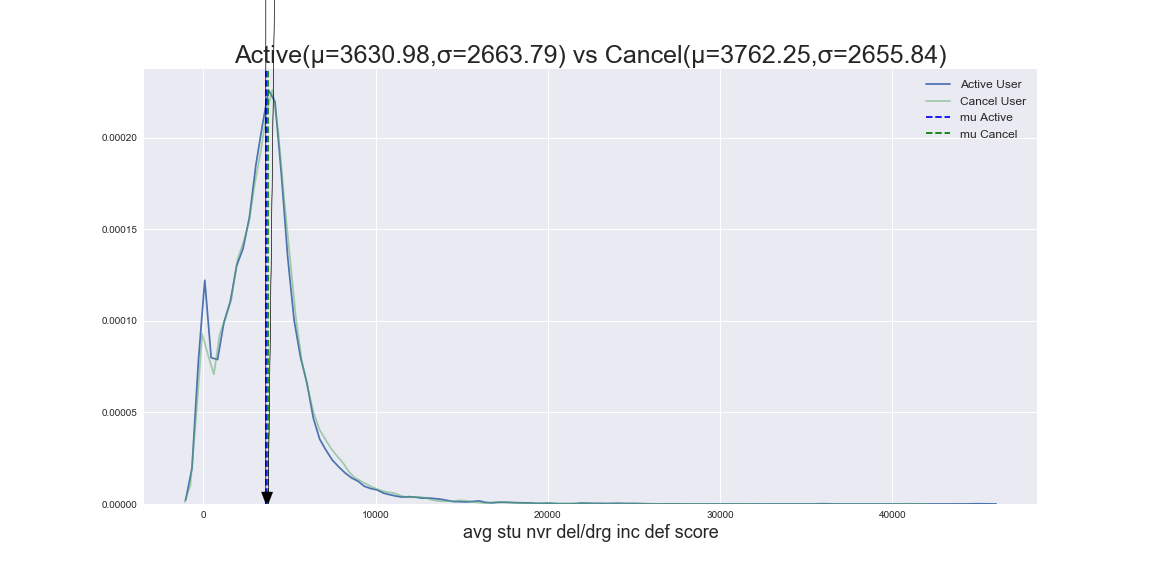 Active(μ=3630.98,σ=2663.79) vs Cancel(μ=3762.25,σ=2655.84)
Active User
Cancel User
mu Active
mu Cancel
0.00020
0.00015
0.00010
0.00005
0.00000
0 10000 20000 30000 40000
avg stu nvr del/drg inc def score